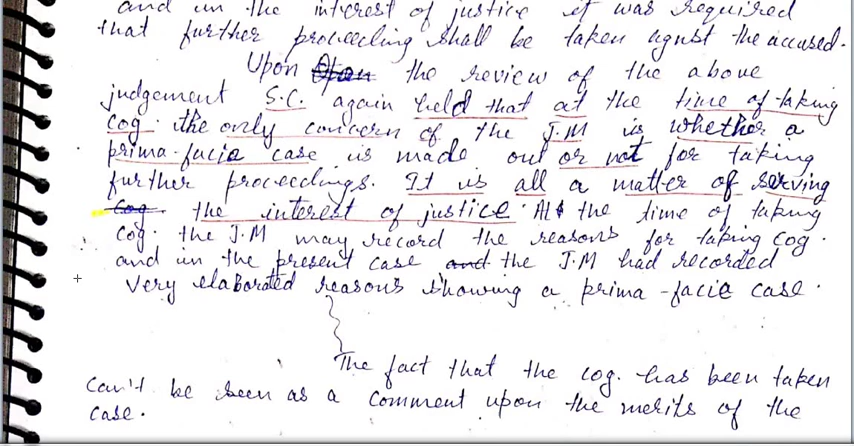 and in the interest of justice it was required
that further proceeding shall be taken agnst the accused.
Upon the review of the above
judgement S.C. again held that at the time of taking
cog. the only concern of the J.M is whether a
prima-facie case is made out or not for taking
further proceedings. It is all a matter of serving
cog the interest of justice. At the time of taking
cog. the J.M may record the reasons for taking cog.
and in the present case and the J.M had recorded
very elaborated reasons showing a prima-facie case.
The fact that the cog. has been taken
can't be seen as a comment upon the merits of the
case.